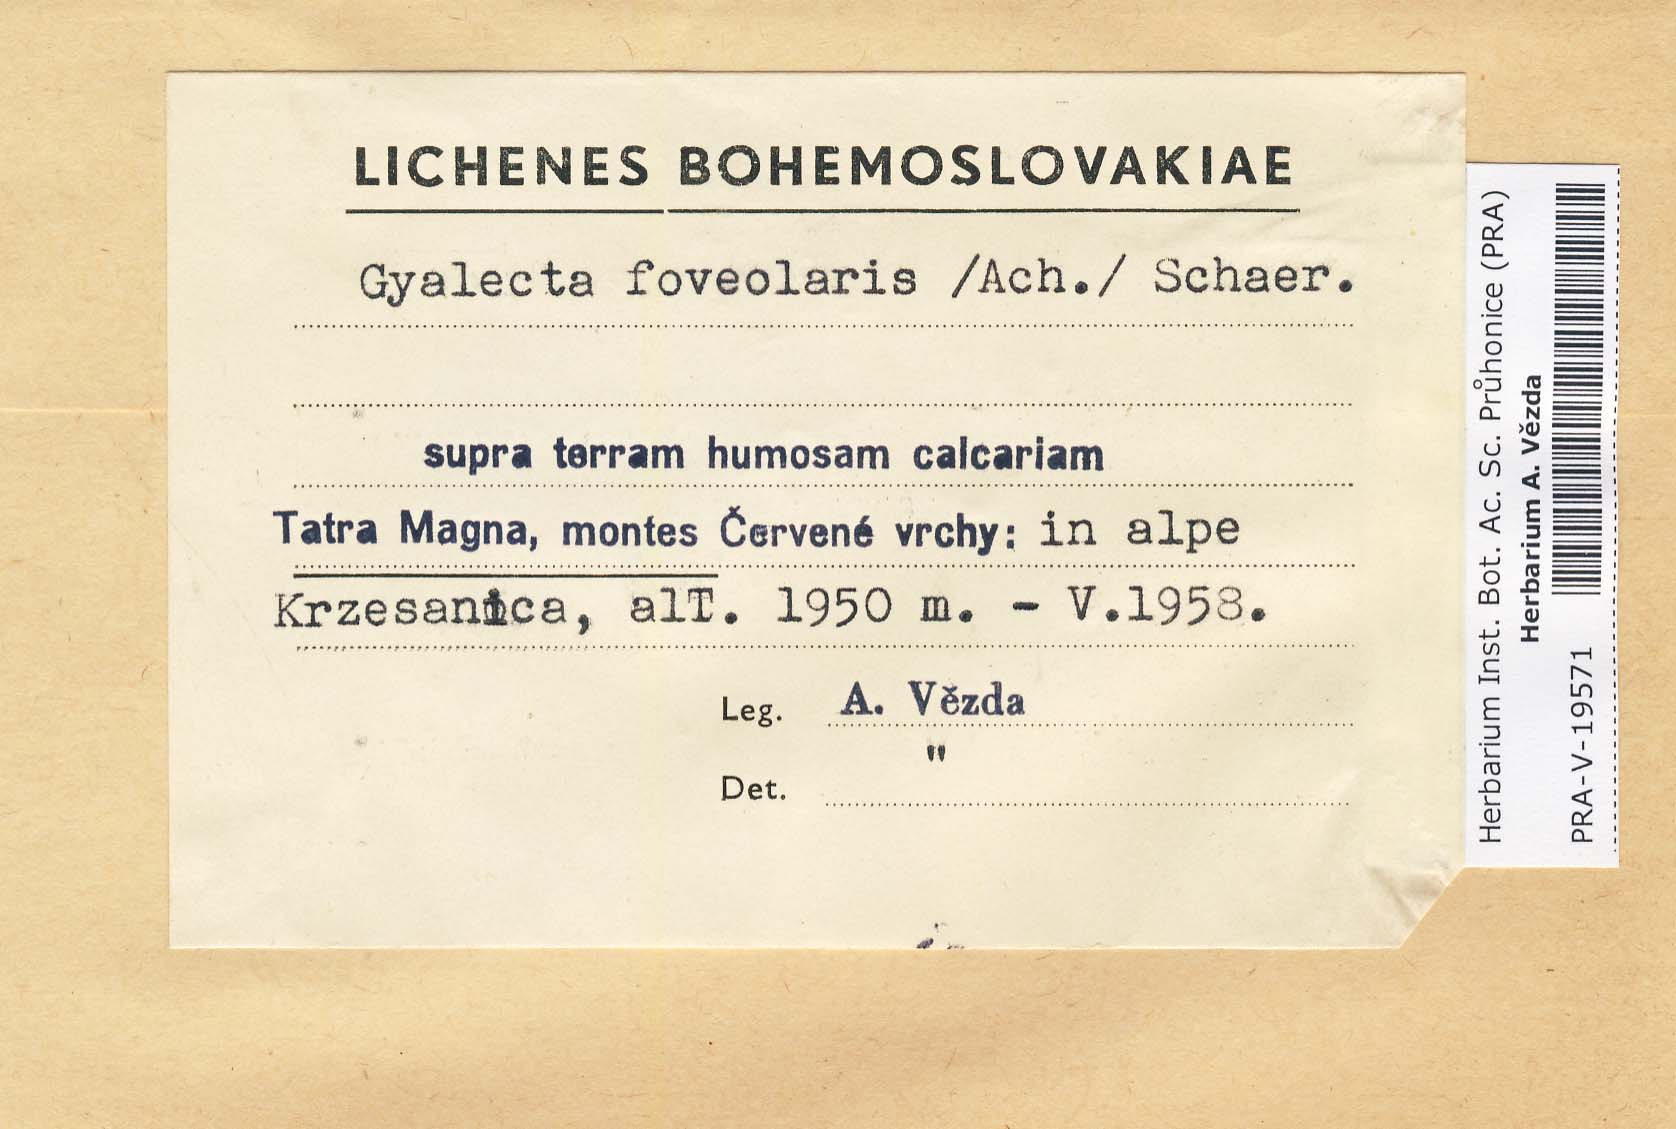 LICHENES BOHEMOSLOVAKIAE
Gyalecta foveolaris /Ach./ Schaer.
supra terram humosam calcariam
Tatra Magna, montes Červené vrchy: in alpe
Krzesanica, alT. 1950 m. - V.1958.
Leg. A. Vězda
Det. "
Herbarium Inst. Bot. Ac. Sc. Průhonice (PRA)
Herbarium A. Vězda
PRA-V-19571